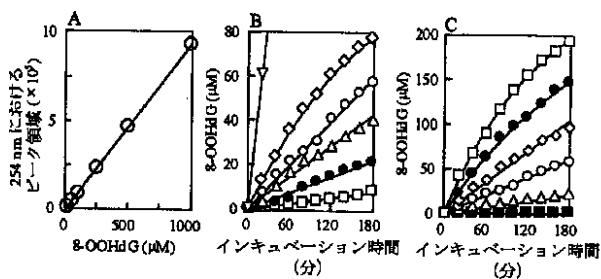 A
10
5
0
0
500
1000
254 nm における
ピーク領域 (×10⁵)
8-OOHdG (μM)
B
80
60
40
20
0
0
60
120
180
8-OOHdG (μM)
インキュベーション時間
(分)
C
200
150
100
50
0
0
60
120
180
8-OOHdG (μM)
インキュベーション時間
(分)